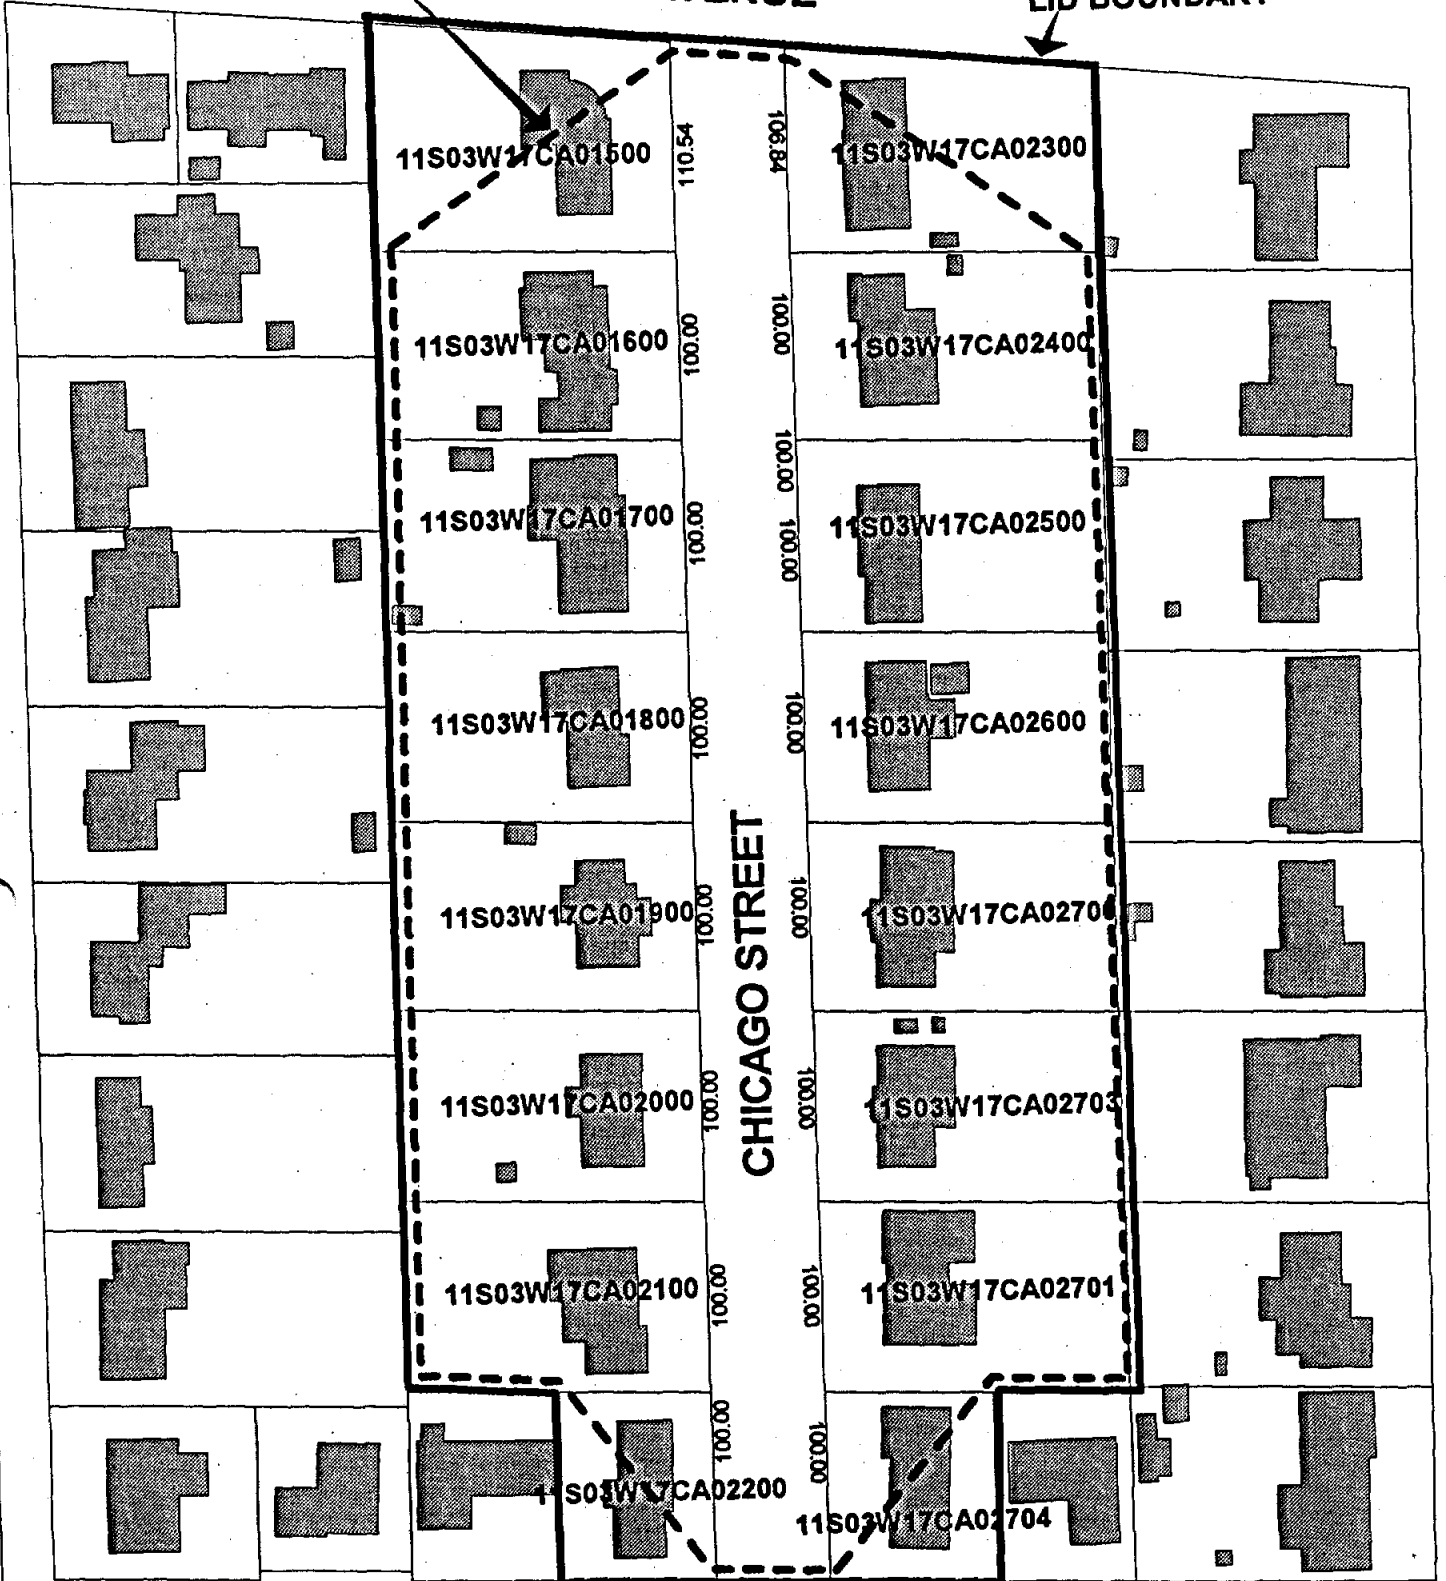 LID BOUNDARY
11S03W17CA01500
110.54
106.84
11S03W17CA02300
11S03W17CA01600
100.00
100.00
11S03W17CA02400
100.00
11S03W17CA01700
100.00
100.00
11S03W17CA02500
11S03W17CA01800
100.00
100.00
11S03W17CA02600
CHICAGO STREET
11S03W17CA01900
100.00
100.00
11S03W17CA02700
11S03W17CA02000
100.00
100.00
11S03W17CA02703
11S03W17CA02100
100.00
100.00
11S03W17CA02701
100.00
100.00
11S03W17CA02200
11S03W17CA02704